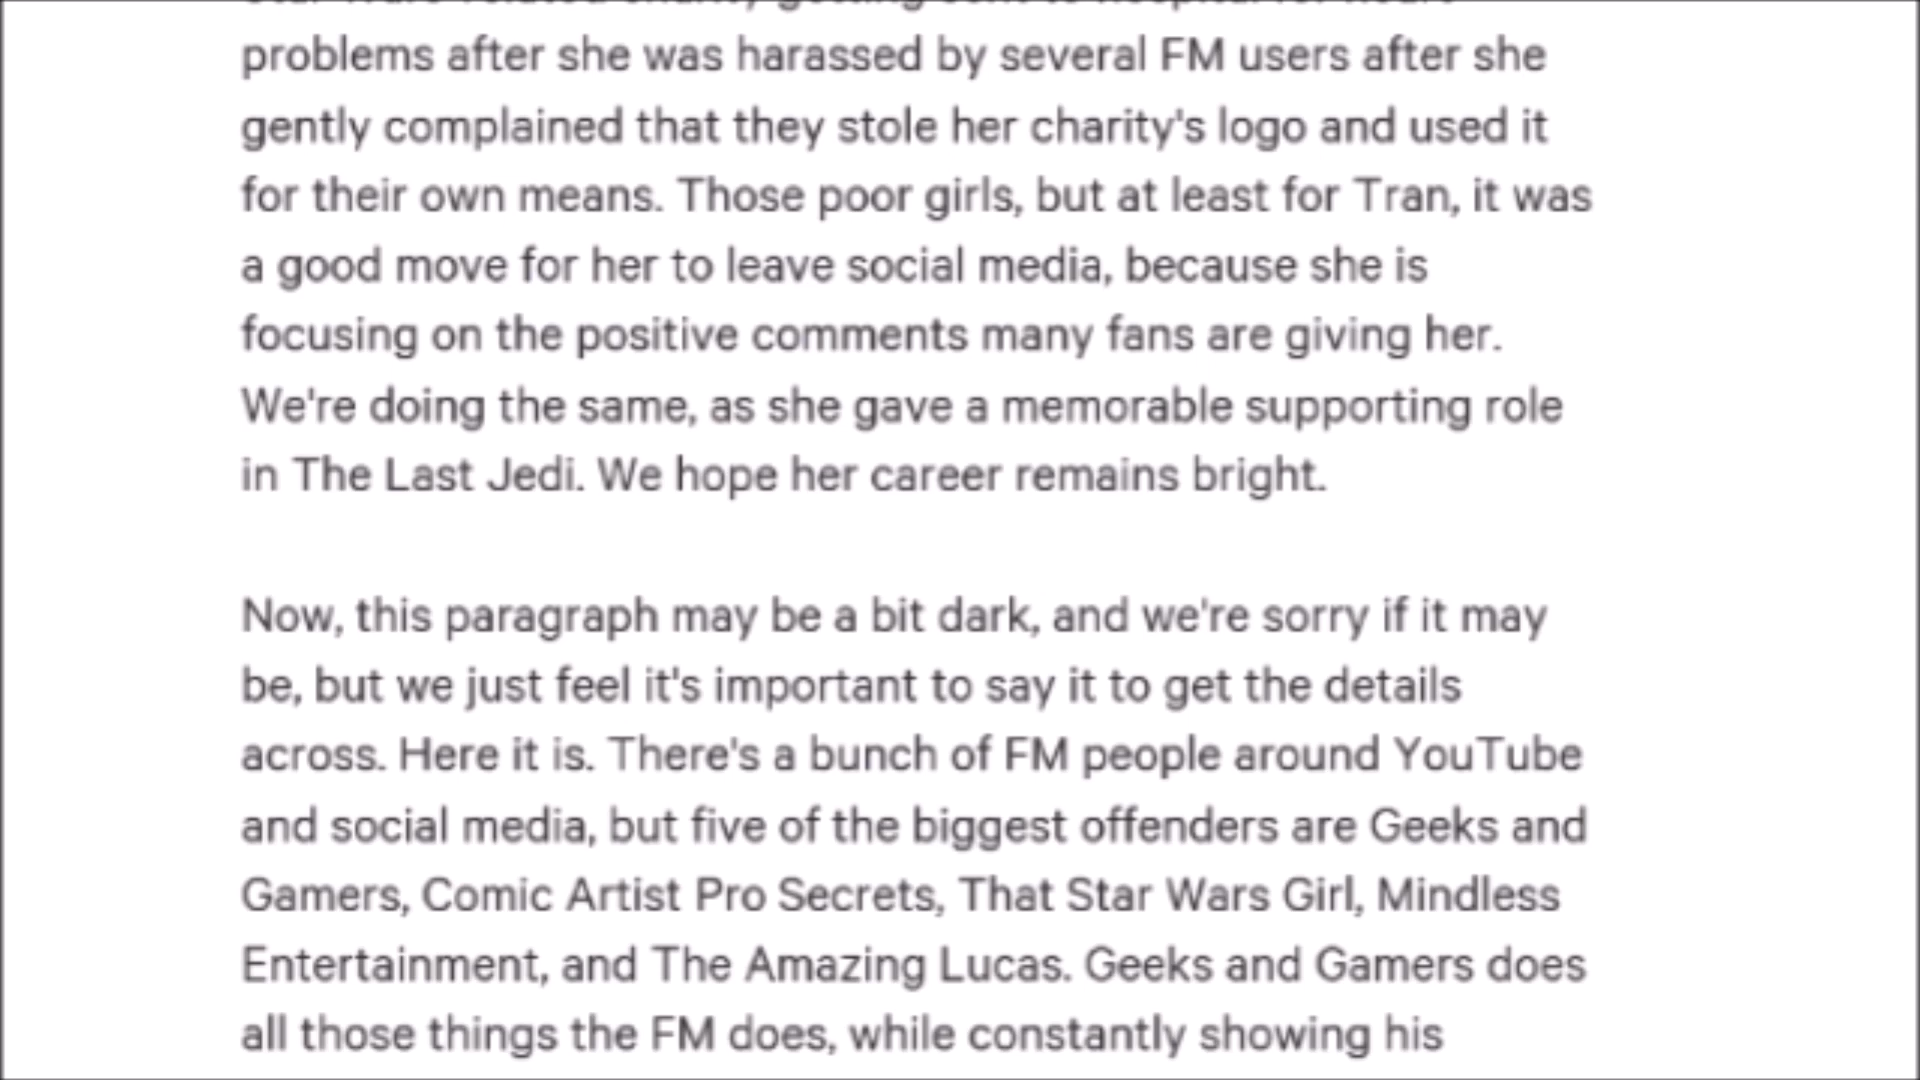 problems after she was harassed by several FM users after she
gently complained that they stole her charity's logo and used it
for their own means. Those poor girls, but at least for Tran, it was
a good move for her to leave social media, because she is
focusing on the positive comments many fans are giving her.
We're doing the same, as she gave a memorable supporting role
in The Last Jedi. We hope her career remains bright.
Now, this paragraph may be a bit dark, and we're sorry if it may
be, but we just feel it's important to say it to get the details
across. Here it is. There's a bunch of FM people around YouTube
and social media, but five of the biggest offenders are Geeks and
Gamers, Comic Artist Pro Secrets, That Star Wars Girl, Mindless
Entertainment, and The Amazing Lucas. Geeks and Gamers does
all those things the FM does, while constantly showing his